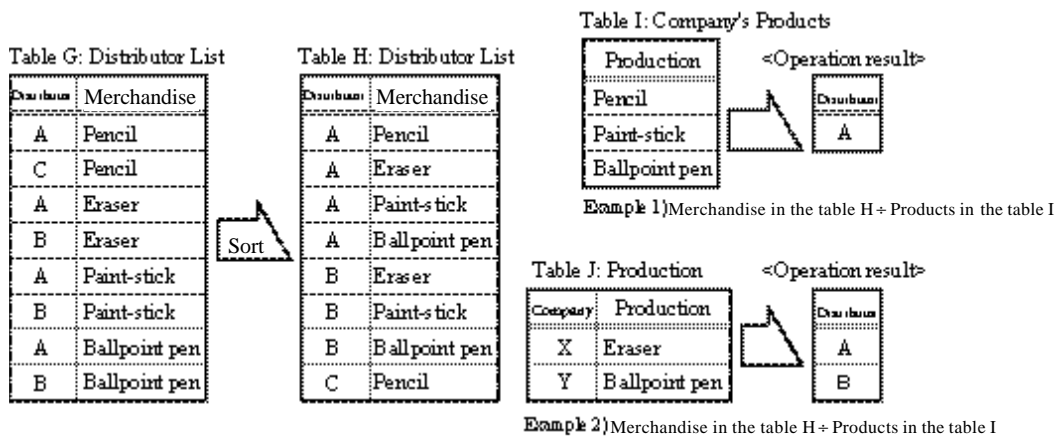 Table G: Distributor List
Distributor Merchandise
A Pencil
C Pencil
A Eraser
B Eraser
A Paint-stick
B Paint-stick
A Ballpoint pen
B Ballpoint pen
Sort
Table H: Distributor List
Distributor Merchandise
A Pencil
A Eraser
A Paint-stick
A Ballpoint pen
B Eraser
B Paint-stick
B Ballpoint pen
C Pencil
Table I: Company's Products
Production
Pencil
Paint-stick
Ballpoint pen
<Operation result>
Distributor
A
Example 1)Merchandise in the table H÷Products in the table I
Table J: Production
Company Production
X Eraser
Y Ballpoint pen
<Operation result>
Distributor
A
B
Example 2)Merchandise in the table H÷Products in the table I